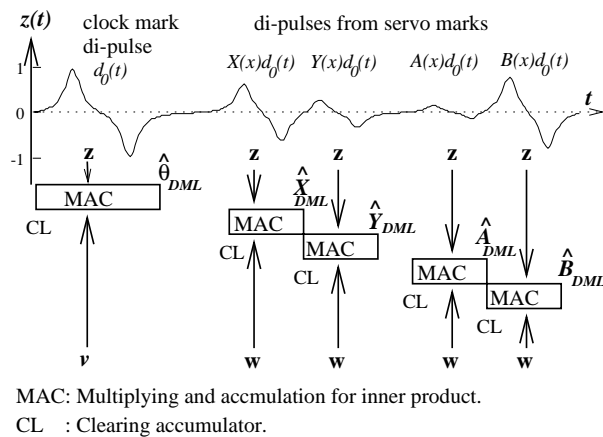 z(t)
clock mark
di-pulse
d0(t)
di-pulses from servo marks
X(x)d0(t) Y(x)d0(t) A(x)d0(t) B(x)d0(t)
1
0
-1
t
z z z z z
θ̂DML X̂DML ŶDML ÂDML B̂DML
MAC MAC MAC MAC MAC
CL CL CL CL CL
v w w w w
MAC: Multiplying and accmulation for inner product.
CL : Clearing accumulator.